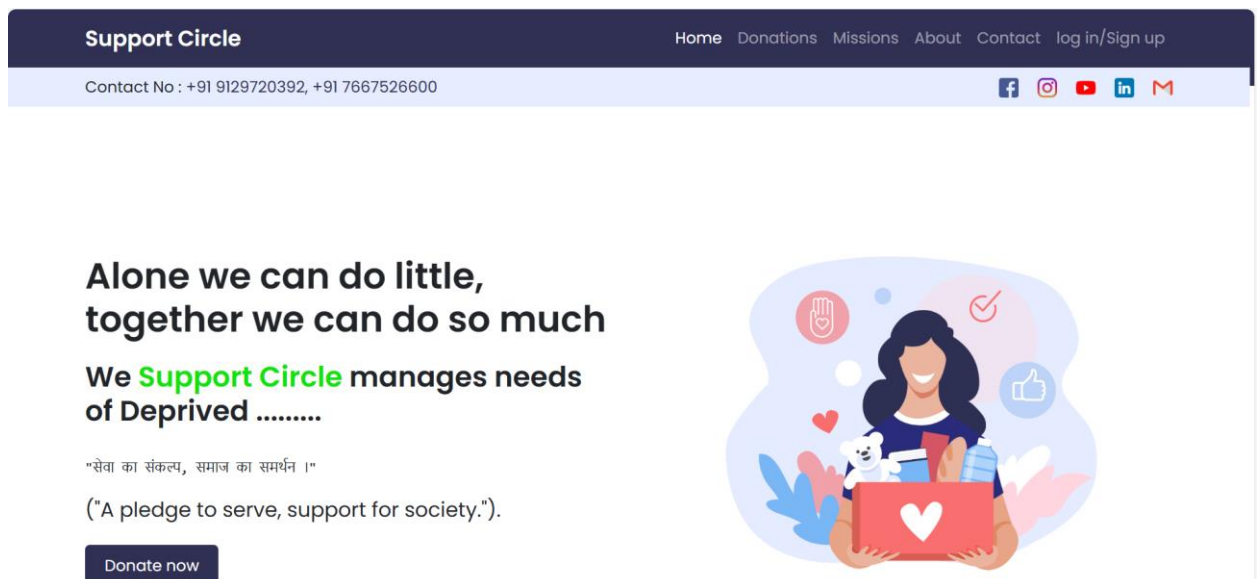 Support Circle
Home Donations Missions About Contact log in/Sign up
Contact No : +91 9129720392, +91 7667526600
Alone we can do little,
together we can do so much
We Support Circle manages needs
of Deprived .........
"सेवा का संकल्प, समाज का समर्थन ।"
("A pledge to serve, support for society.").
Donate now